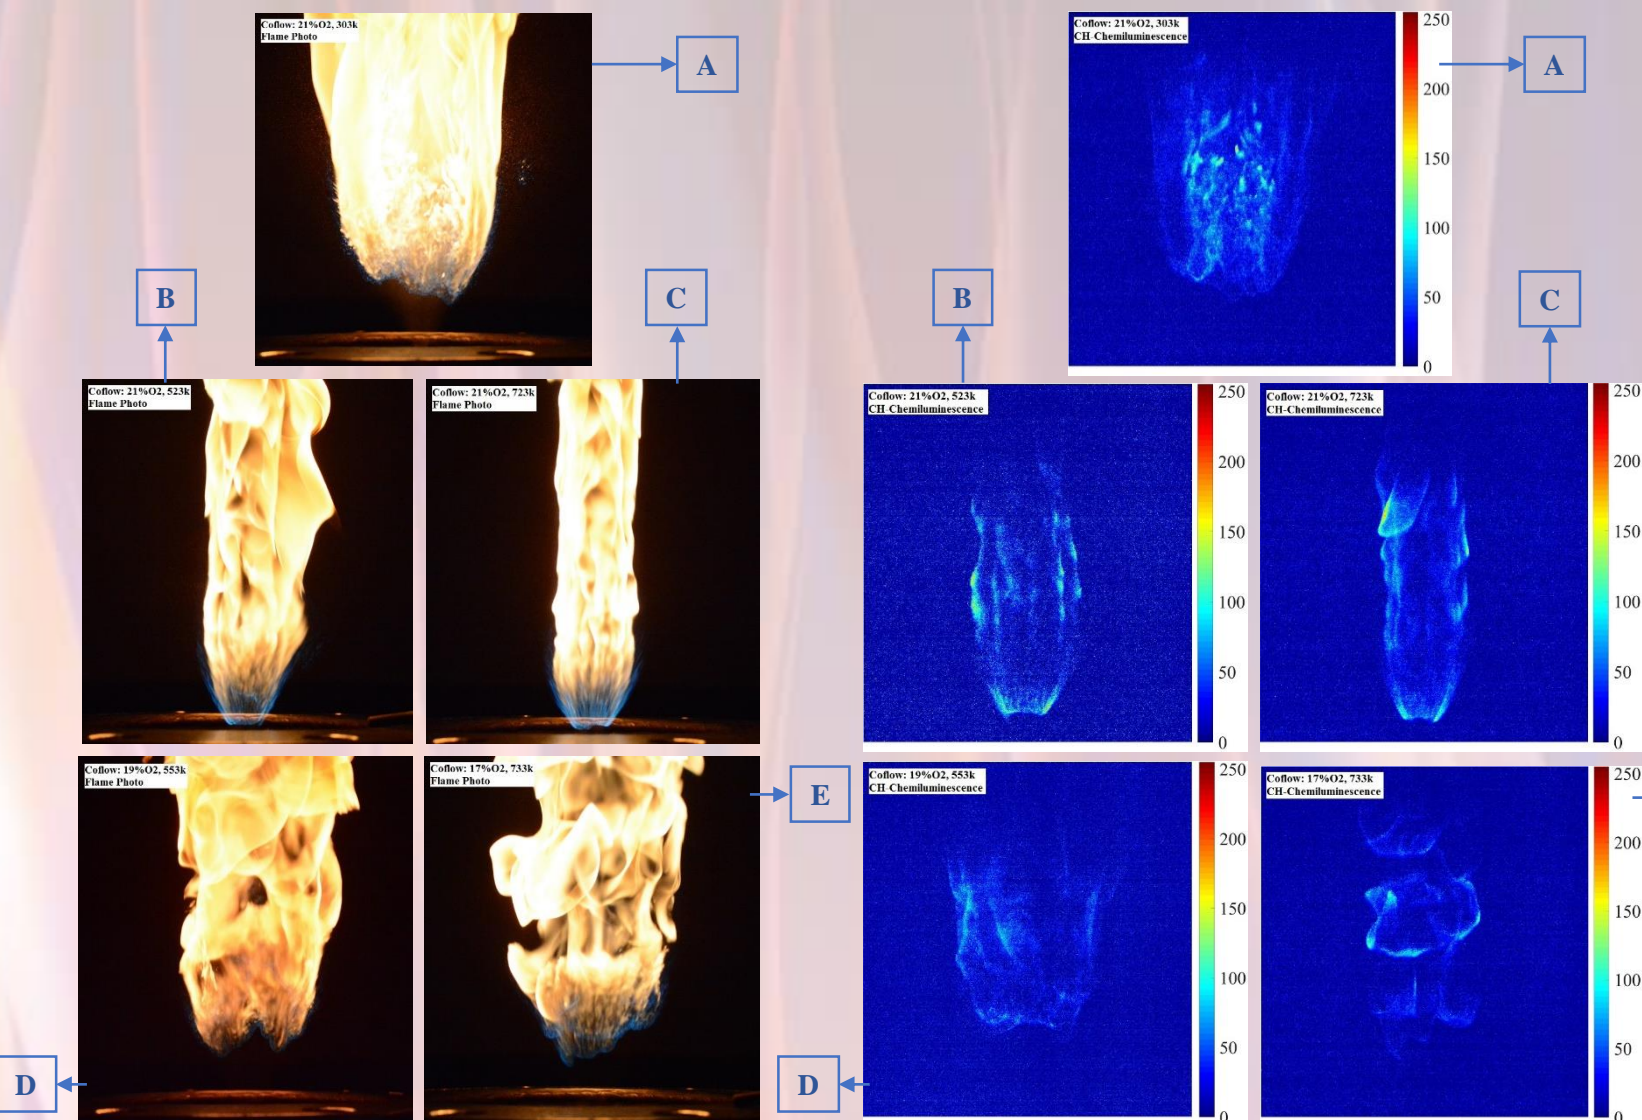 Coflow: 21%O2, 303k
Flame Photo
A
B
C
Coflow: 21%O2, 523k
Flame Photo
Coflow: 21%O2, 723k
Flame Photo
Coflow: 19%O2, 553k
Flame Photo
Coflow: 17%O2, 733k
Flame Photo
E
D
Coflow: 21%O2, 303k
CH-Chemiluminescence
250
200
150
100
50
0
A
B
C
Coflow: 21%O2, 523k
CH-Chemiluminescence
250
200
150
100
50
0
Coflow: 21%O2, 723k
CH-Chemiluminescence
250
200
150
100
50
0
Coflow: 19%O2, 553k
CH-Chemiluminescence
250
200
150
100
50
0
Coflow: 17%O2, 733k
CH-Chemiluminescence
250
200
150
100
50
0
D